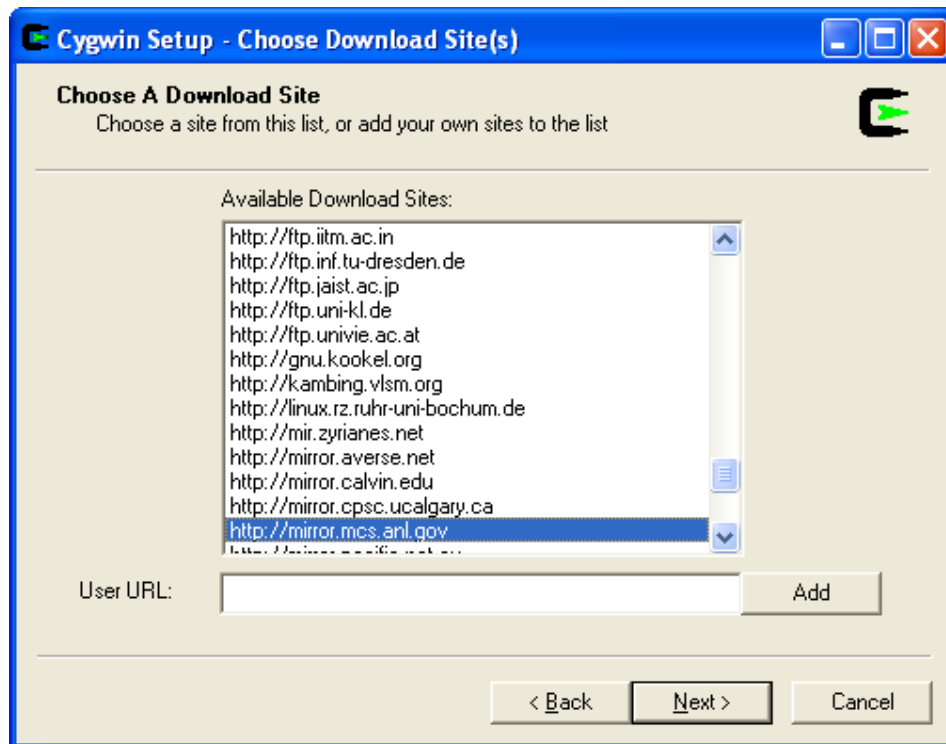 Cygwin Setup - Choose Download Site(s)
Choose A Download Site
Choose a site from this list, or add your own sites to the list
Available Download Sites:
http://ftp.iitm.ac.in
http://ftp.inf.tu-dresden.de
http://ftp.jaist.ac.jp
http://ftp.uni-kl.de
http://ftp.univie.ac.at
http://gnu.kookel.org
http://kambing.vlsm.org
http://linux.rz.ruhr-uni-bochum.de
http://mir.zyrianes.net
http://mirror.averse.net
http://mirror.calvin.edu
http://mirror.cpsc.ucalgary.ca
http://mirror.mcs.anl.gov
User URL:
Add
< Back
Next >
Cancel